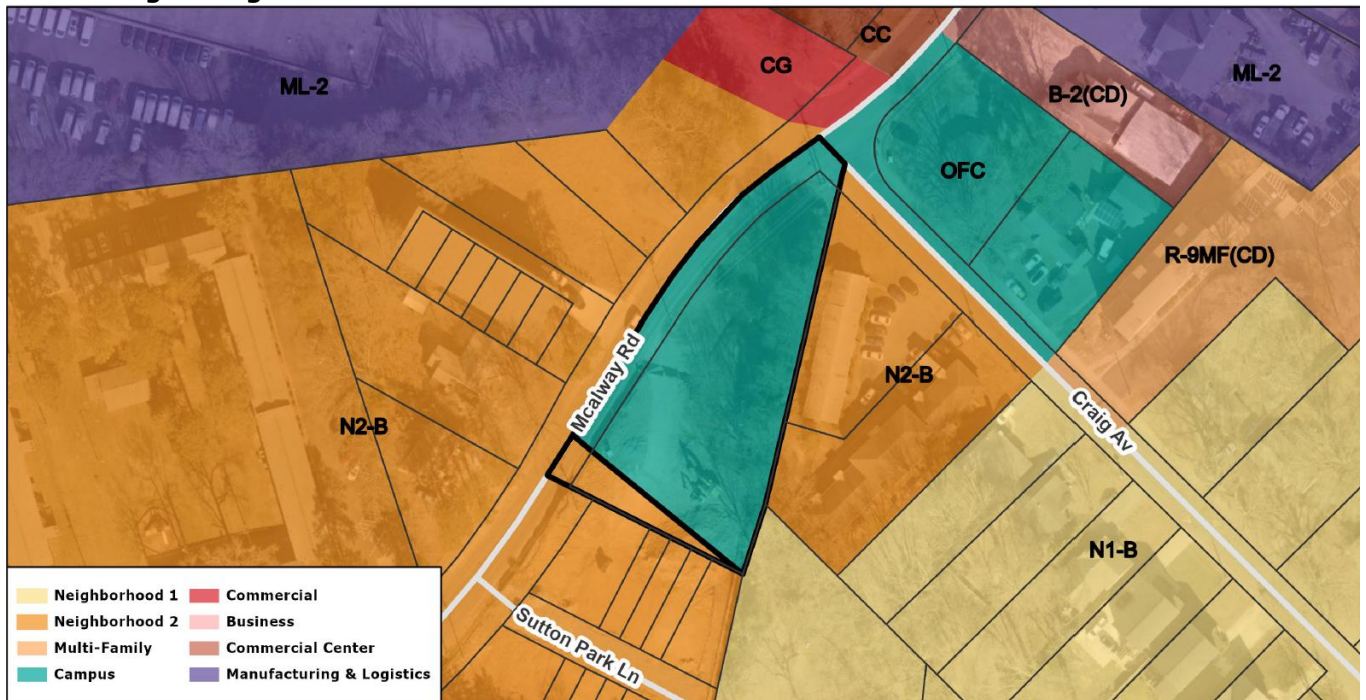 CC
CG
ML-2
ML-2
B-2(CD)
OFC
R-9MF(CD)
Mcalway Rd
N2-B
N2-B
Craig Av
N1-B
Sutton Park Ln
Neighborhood 1
Commercial
Neighborhood 2
Business
Multi-Family
Commercial Center
Campus
Manufacturing & Logistics